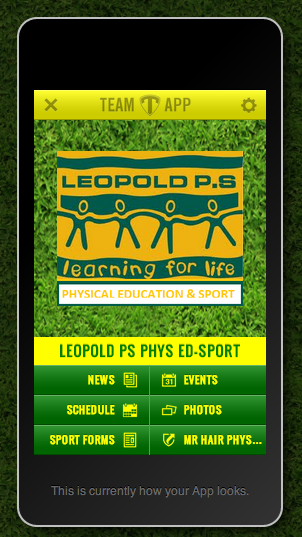 TEAM APP
LEOPOLD P.S
learning for life
PHYSICAL EDUCATION & SPORT
LEOPOLD PS PHYS ED-SPORT
NEWS EVENTS
31
SCHEDULE PHOTOS
SPORT FORMS MR HAIR PHYS...
This is currently how your App looks.